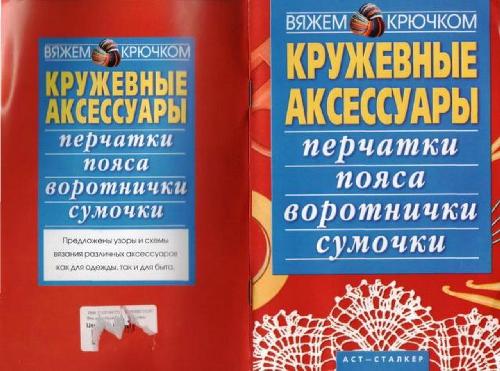 ВЯЖЕМ КРЮЧКОМ
КРУЖЕВНЫЕ
АКСЕССУАРЫ
перчатки
пояса
воротнички
сумочки
Предложены узоры и схемы
вязания различных аксессуаров
как для одежды, так и для быта.
ВЯЖЕМ КРЮЧКОМ
КРУЖЕВНЫЕ
АКСЕССУАРЫ
перчатки
пояса
воротнички
сумочки
АСТ—СТАЛКЕР